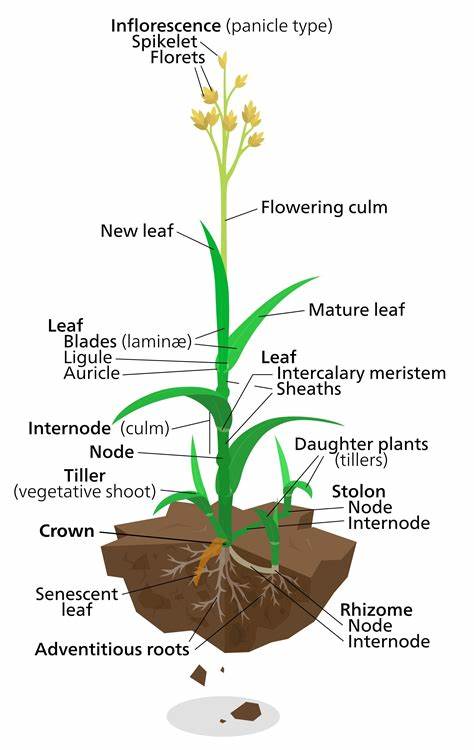 Inflorescence (panicle type)
Spikelet
Florets
Flowering culm
New leaf
Mature leaf
Leaf
Blades (laminæ)
Ligule
Auricle
Leaf
Intercalary meristem
Sheaths
Internode (culm)
Node
Daughter plants
(tillers)
Tiller
(vegetative shoot)
Stolon
Node
Internode
Crown
Senescent
leaf
Rhizome
Node
Internode
Adventitious roots